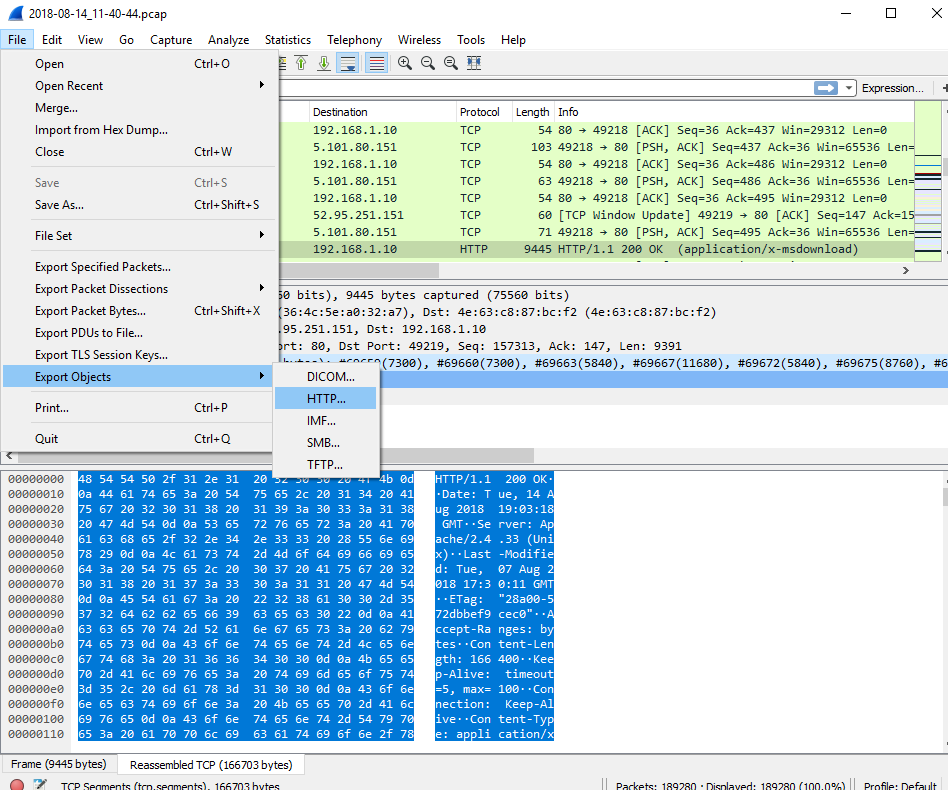 2018-08-14_11-40-44.pcap
File Edit View Go Capture Analyze Statistics Telephony Wireless Tools Help
Open Ctrl+O
Open Recent
Merge...
Import from Hex Dump...
Close Ctrl+W
Save Ctrl+S
Save As... Ctrl+Shift+S
File Set
Export Specified Packets...
Export Packet Dissections
Export Packet Bytes... Ctrl+Shift+X
Export PDUs to File...
Export TLS Session Keys...
Export Objects
Print... Ctrl+P
Quit Ctrl+Q
DICOM...
HTTP...
IMF...
SMB...
TFTP...
Expression...
Destination Protocol Length Info
192.168.1.10 TCP 54 80 → 49218 [ACK] Seq=36 Ack=437 Win=29312 Len=0
5.101.80.151 TCP 103 49218 → 80 [PSH, ACK] Seq=437 Ack=36 Win=65536 Len=
192.168.1.10 TCP 54 80 → 49218 [ACK] Seq=36 Ack=486 Win=29312 Len=0
5.101.80.151 TCP 63 49218 → 80 [PSH, ACK] Seq=486 Ack=36 Win=65536 Len=
192.168.1.10 TCP 54 80 → 49218 [ACK] Seq=36 Ack=495 Win=29312 Len=0
52.95.251.151 TCP 60 [TCP Window Update] 49219 → 80 [ACK] Seq=147 Ack=15
5.101.80.151 TCP 71 49218 → 80 [PSH, ACK] Seq=495 Ack=36 Win=65536 Len=
192.168.1.10 HTTP 9445 HTTP/1.1 200 OK (application/x-msdownload)
60 bits), 9445 bytes captured (75560 bits)
(36:4c:5e:a0:32:a7), Dst: 4e:63:c8:87:bc:f2 (4e:63:c8:87:bc:f2)
.95.251.151, Dst: 192.168.1.10
ort: 80, Dst Port: 49219, Seq: 157313, Ack: 147, Len: 9391
bytes): #69659(7300), #69660(7300), #69663(5840), #69667(11680), #69672(5840), #69675(8760), #6
00000000 48 54 54 50 2f 31 2e 31 20 32 30 30 20 4f 4b 0d HTTP/1.1 200 OK·
00000010 0a 44 61 74 65 3a 20 54 75 65 2c 20 31 34 20 41 ·Date: T ue, 14 A
00000020 75 67 20 32 30 31 38 20 31 39 3a 30 33 3a 31 38 ug 2018 19:03:18
00000030 20 47 4d 54 0d 0a 53 65 72 76 65 72 3a 20 41 70 GMT··Se rver: Ap
00000040 61 63 68 65 2f 32 2e 34 2e 33 33 20 28 55 6e 69 ache/2.4 .33 (Uni
00000050 78 29 0d 0a 4c 61 73 74 2d 4d 6f 64 69 66 69 65 x)··Last -Modifie
00000060 64 3a 20 54 75 65 2c 20 30 37 20 41 75 67 20 32 d: Tue, 07 Aug 2
00000070 30 31 38 20 31 37 3a 33 30 3a 31 31 20 47 4d 54 018 17:3 0:11 GMT
00000080 0d 0a 45 54 61 67 3a 20 22 32 38 61 30 30 2d 35 ··ETag: "28a00-5
00000090 37 32 64 62 62 65 66 39 63 65 63 30 22 0d 0a 41 72dbbef9 cec0"··A
000000a0 63 63 65 70 74 2d 52 61 6e 67 65 73 3a 20 62 79 ccept-Ra nges: by
000000b0 74 65 73 0d 0a 43 6f 6e 74 65 6e 74 2d 4c 65 6e tes··Con tent-Len
000000c0 67 74 68 3a 20 31 36 36 34 30 30 0d 0a 4b 65 65 gth: 166 400··Kee
000000d0 70 2d 41 6c 69 76 65 3a 20 74 69 6d 65 6f 75 74 p-Alive: timeout
000000e0 3d 35 2c 20 6d 61 78 3d 31 30 30 0d 0a 43 6f 6e =5, max= 100··Con
000000f0 6e 65 63 74 69 6f 6e 3a 20 4b 65 65 70 2d 41 6c nection: Keep-Al
00000100 69 76 65 0d 0a 43 6f 6e 74 65 6e 74 2d 54 79 70 ive··Con tent-Typ
00000110 65 3a 20 61 70 70 6c 69 63 61 74 69 6f 6e 2f 78 e: appli cation/x
Frame (9445 bytes) Reassembled TCP (166703 bytes)
TCP Segments (tcp.segments), 166703 bytes Packets: 189280 · Displayed: 189280 (100.0%) Profile: Default